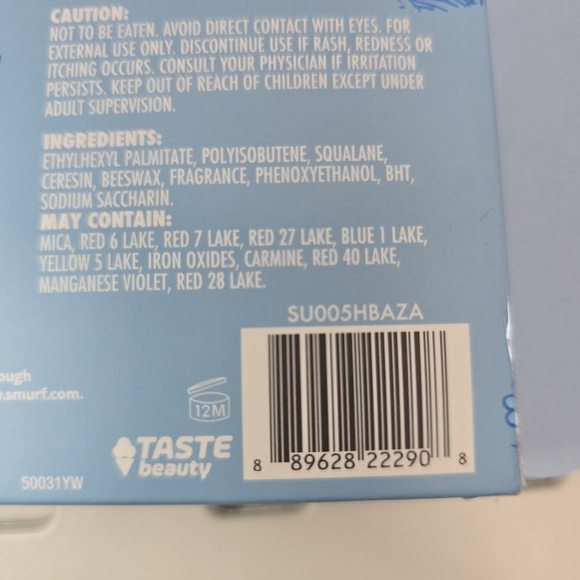 CAUTION:
NOT TO BE EATEN. AVOID DIRECT CONTACT WITH EYES. FOR
EXTERNAL USE ONLY. DISCONTINUE USE IF RASH, REDNESS OR
ITCHING OCCURS. CONSULT YOUR PHYSICIAN IF IRRITATION
PERSISTS. KEEP OUT OF REACH OF CHILDREN EXCEPT UNDER
ADULT SUPERVISION.
INGREDIENTS:
ETHYLHEXYL PALMITATE, POLYISOBUTENE, SQUALANE,
CERESIN, BEESWAX, FRAGRANCE, PHENOXYETHANOL, BHT,
SODIUM SACCHARIN.
MAY CONTAIN:
MICA, RED 6 LAKE, RED 7 LAKE, RED 27 LAKE, BLUE 1 LAKE,
YELLOW 5 LAKE, IRON OXIDES, CARMINE, RED 40 LAKE,
MANGANESE VIOLET, RED 28 LAKE.
SU005HBAZA
ough
.smurf.com.
12M
TASTE
beauty
8 89628 22290 8
50031YW